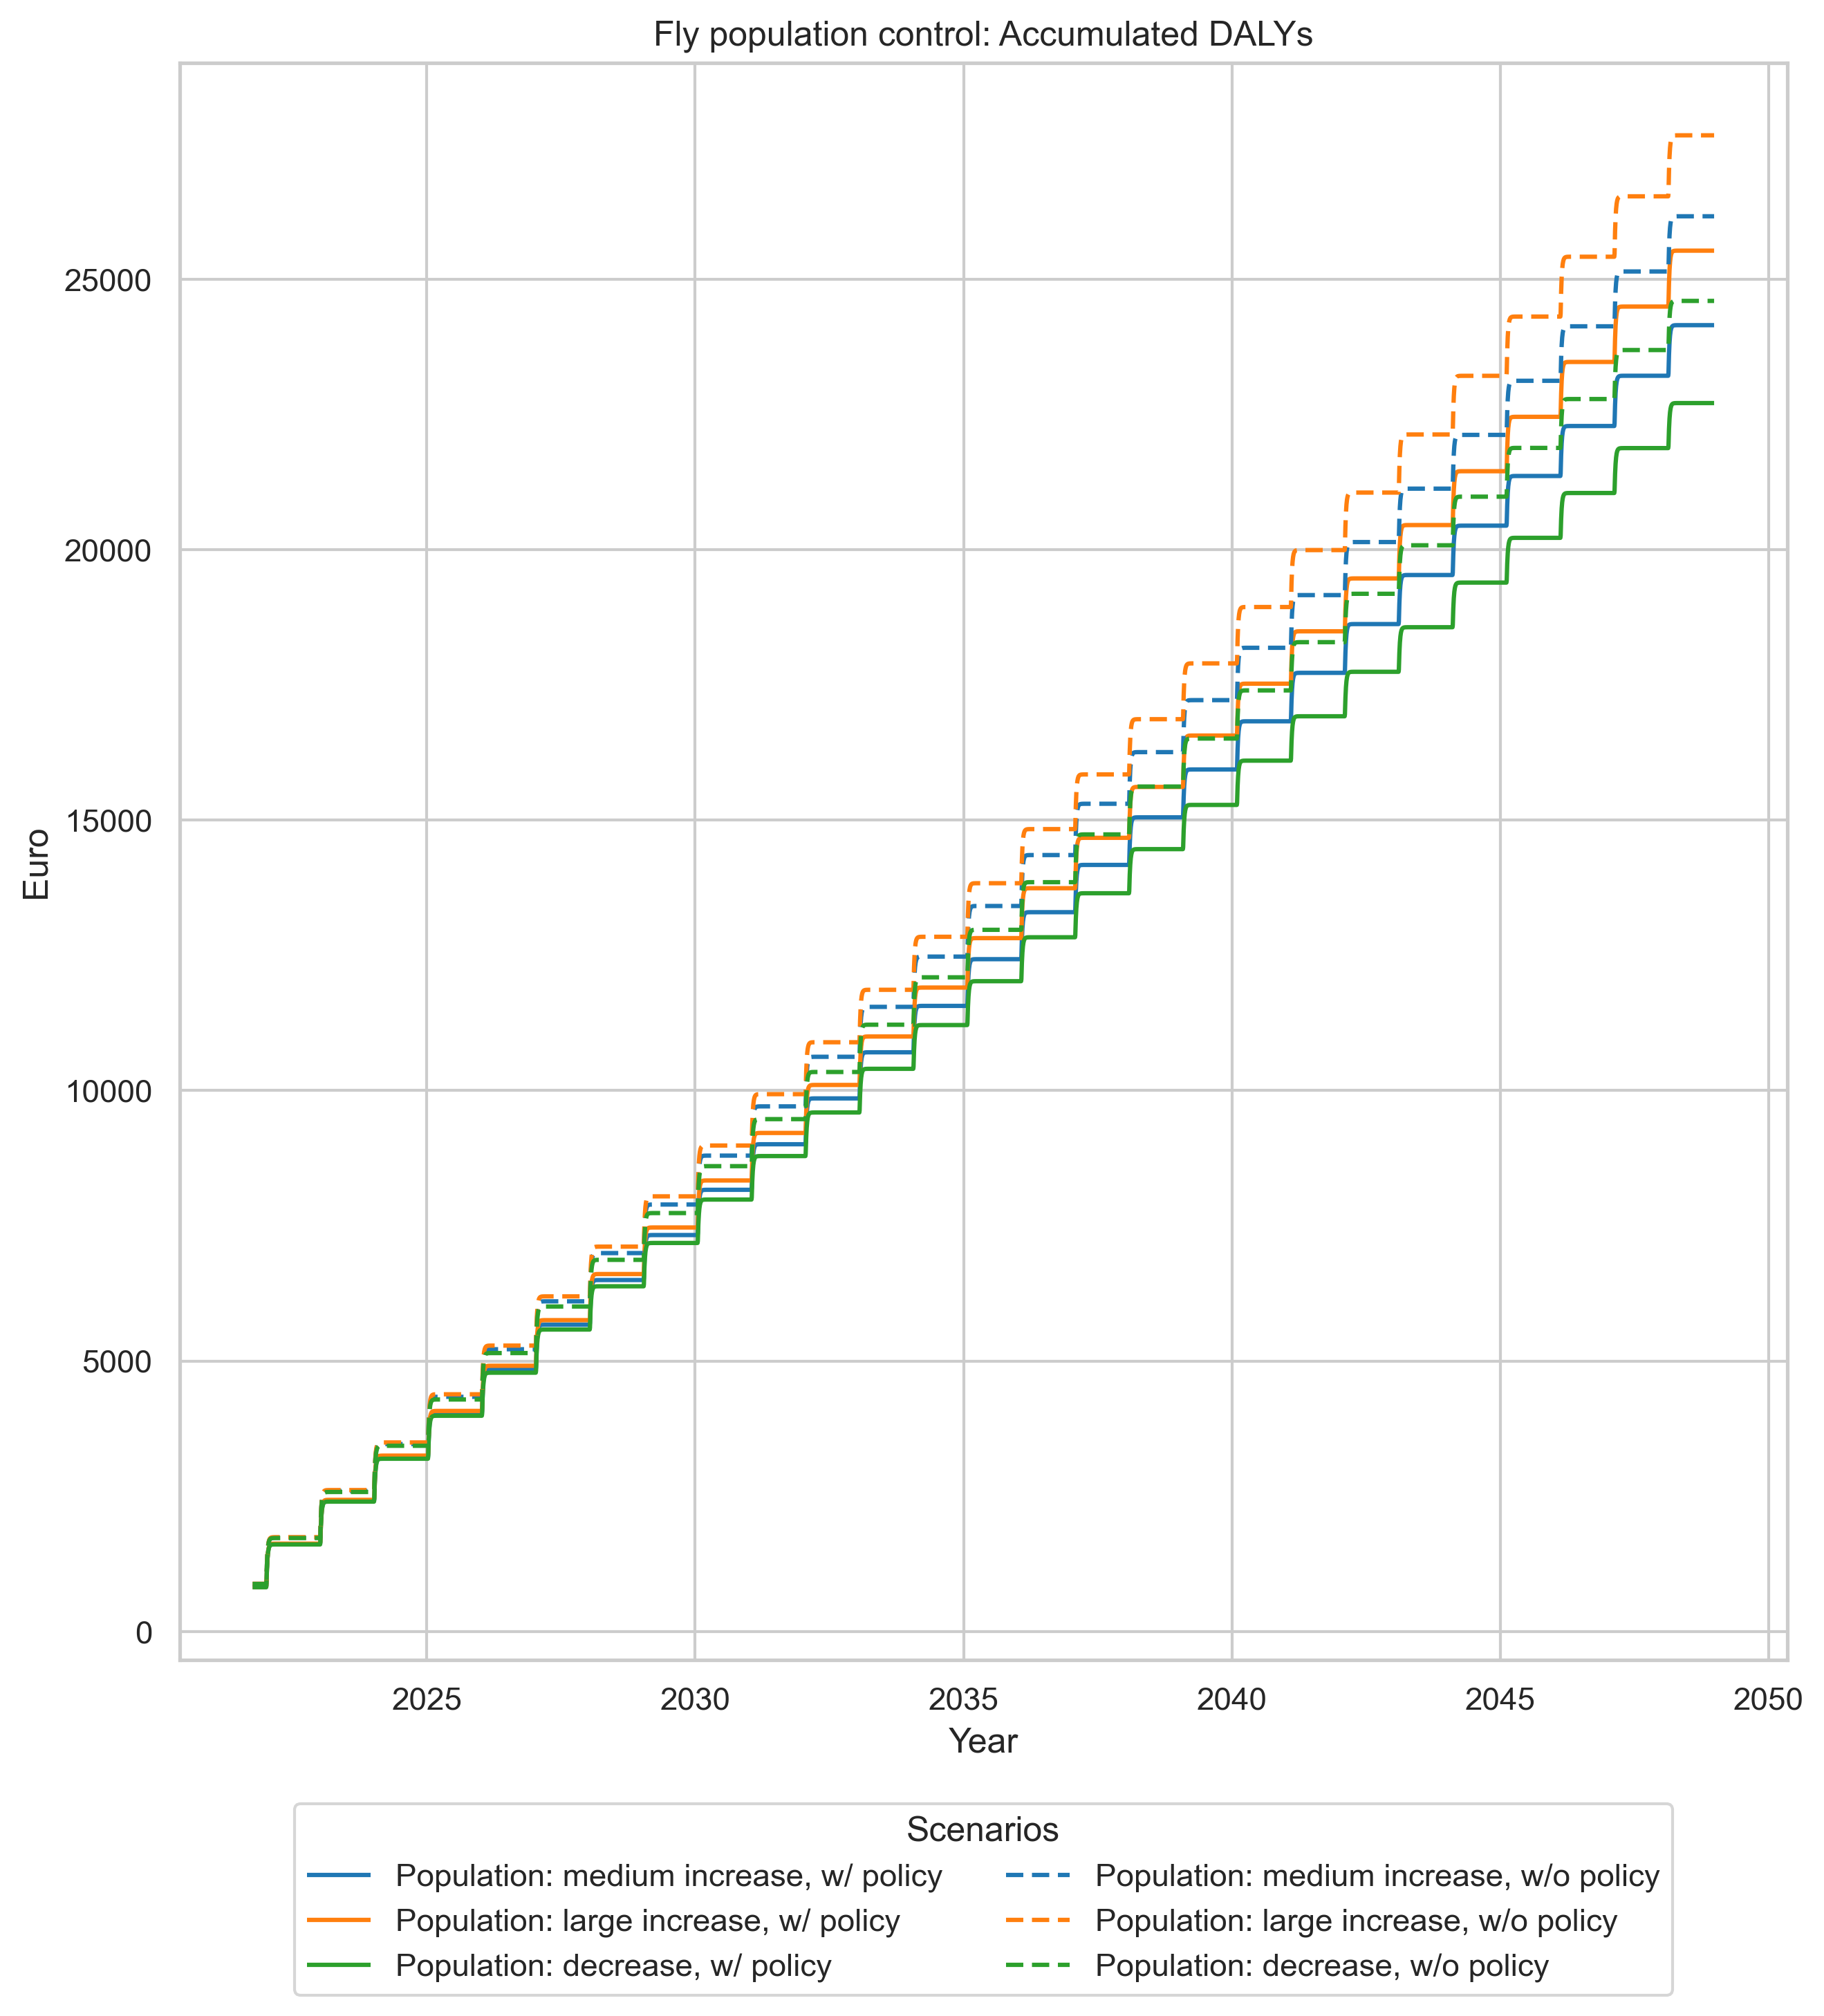 Fly population control: Accumulated DALYs
25000
20000
15000
10000
5000
0
Euro
2025 2030 2035 2040 2045 2050
Year
Scenarios
Population: medium increase, w/ policy Population: medium increase, w/o policy
Population: large increase, w/ policy Population: large increase, w/o policy
Population: decrease, w/ policy Population: decrease, w/o policy